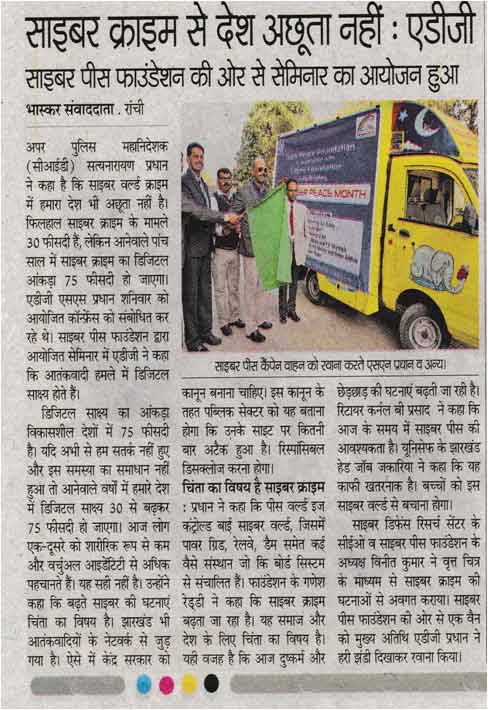 साइबर क्राइम से देश अछूता नहीं : एडीजी
साइबर पीस फाउंडेशन की ओर से सेमिनार का आयोजन हुआ
भास्कर संवाददाता . रांची
अपर पुलिस महानिदेशक
(सीआईडी) सत्यनारायण प्रधान
ने कहा है कि साइबर वर्ल्ड क्राइम
में हमारा देश भी अछूता नहीं है।
फिलहाल साइबर क्राइम के मामले
30 फीसदी हैं, लेकिन आनेवाले पांच
साल में साइबर क्राइम का डिजिटल
आंकड़ा 75 फीसदी हो जाएगा।
एडीजी एसएस प्रधान शनिवार को
आयोजित कॉन्फ्रेंस को संबोधित कर
रहे थे। साइबर पीस फाउंडेशन द्वारा
आयोजित सेमिनार में एडीजी ने कहा
कि आतंकवादी हमले में डिजिटल
साक्ष्य होते हैं।
डिजिटल साक्ष्य का आंकड़ा
विकासशील देशों में 75 फीसदी
है। यदि अभी से हम सतर्क नहीं हुए
और इस समस्या का समाधान नहीं
हुआ तो आनेवाले वर्षों में हमारे देश
में डिजिटल साक्ष्य 30 से बढ़कर
75 फीसदी हो जाएगा। आज लोग
एक-दूसरे को शारीरिक रूप से कम
और वर्चुअल आइडेंटिटी से अधिक
पहचानते हैं। यह सही नहीं है। उन्होंने
कहा कि बढ़ते साइबर की घटनाएं
चिंता का विषय है। झारखंड भी
आतंकवादियों के नेटवर्क से जुड़
गया है। ऐसे में केंद्र सरकार को
Cyber Peace Foundation
Foundation
CYBER PEACE MONTH
साइबर पीस कैंपेन वाहन को रवाना करते एसएन प्रधान व अन्य।
कानून बनाना चाहिए। इस कानून के
तहत पब्लिक सेक्टर को यह बताना
होगा कि उनके साइट पर कितनी
बार अटैक हुआ है। रिस्पांसिबल
डिसक्लोज करना होगा।
चिंता का विषय है साइबर क्राइम
: प्रधान ने कहा कि पीस वर्ल्ड इज
कंट्रोल्ड बाई साइबर वर्ल्ड, जिसमें
पावर ग्रिड, रेलवे, डैम समेत कई
वैसे संस्थान जो कि बोर्ड सिस्टम
से संचालित हैं। फाउंडेशन के गणेश
रेड्डी ने कहा कि साइबर क्राइम
बढ़ता जा रहा है। यह समाज और
देश के लिए चिंता का विषय है।
यही वजह है कि आज दुष्कर्म और
छेड़छाड़ की घटनाएं बढ़ती जा रही है।
रिटायर कर्नल बी प्रसाद ने कहा कि
आज के समय में साइबर पीस की
आवश्यकता है। यूनिसेफ के झारखंड
हेड जॉब जकारिया ने कहा कि यह
काफी खतरनाक है। बच्चों को इस
साइबर वर्ल्ड से बचाना होगा।
साइबर डिफेंस रिसर्च सेंटर के
सीईओ व साइबर पीस फाउंडेशन के
अध्यक्ष विनीत कुमार ने वृत्त चित्र
के माध्यम से साइबर क्राइम की
घटनाओं से अवगत कराया। साइबर
पीस फाउंडेशन की ओर से एक वैन
को मुख्य अतिथि एडीजी प्रधान ने
हरी झंडी दिखाकर रवाना किया।